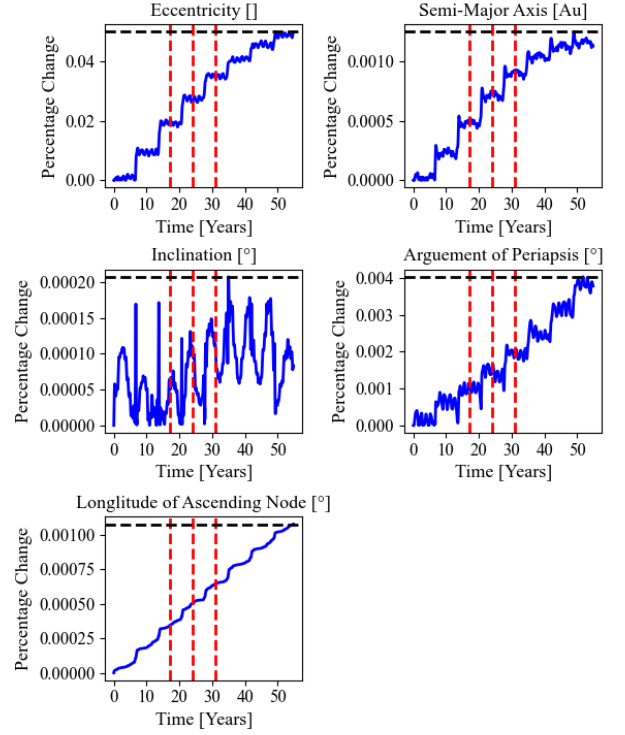 Eccentricity []
Percentage Change
0.04
0.02
0.00
0 10 20 30 40 50
Time [Years]
Semi-Major Axis [Au]
Percentage Change
0.0010
0.0005
0.0000
0 10 20 30 40 50
Time [Years]
Inclination [°]
Percentage Change
0.00020
0.00015
0.00010
0.00005
0.00000
0 10 20 30 40 50
Time [Years]
Arguement of Periapsis [°]
Percentage Change
0.004
0.003
0.002
0.001
0.000
0 10 20 30 40 50
Time [Years]
Longlitude of Ascending Node [°]
Percentage Change
0.00100
0.00075
0.00050
0.00025
0.00000
0 10 20 30 40 50
Time [Years]